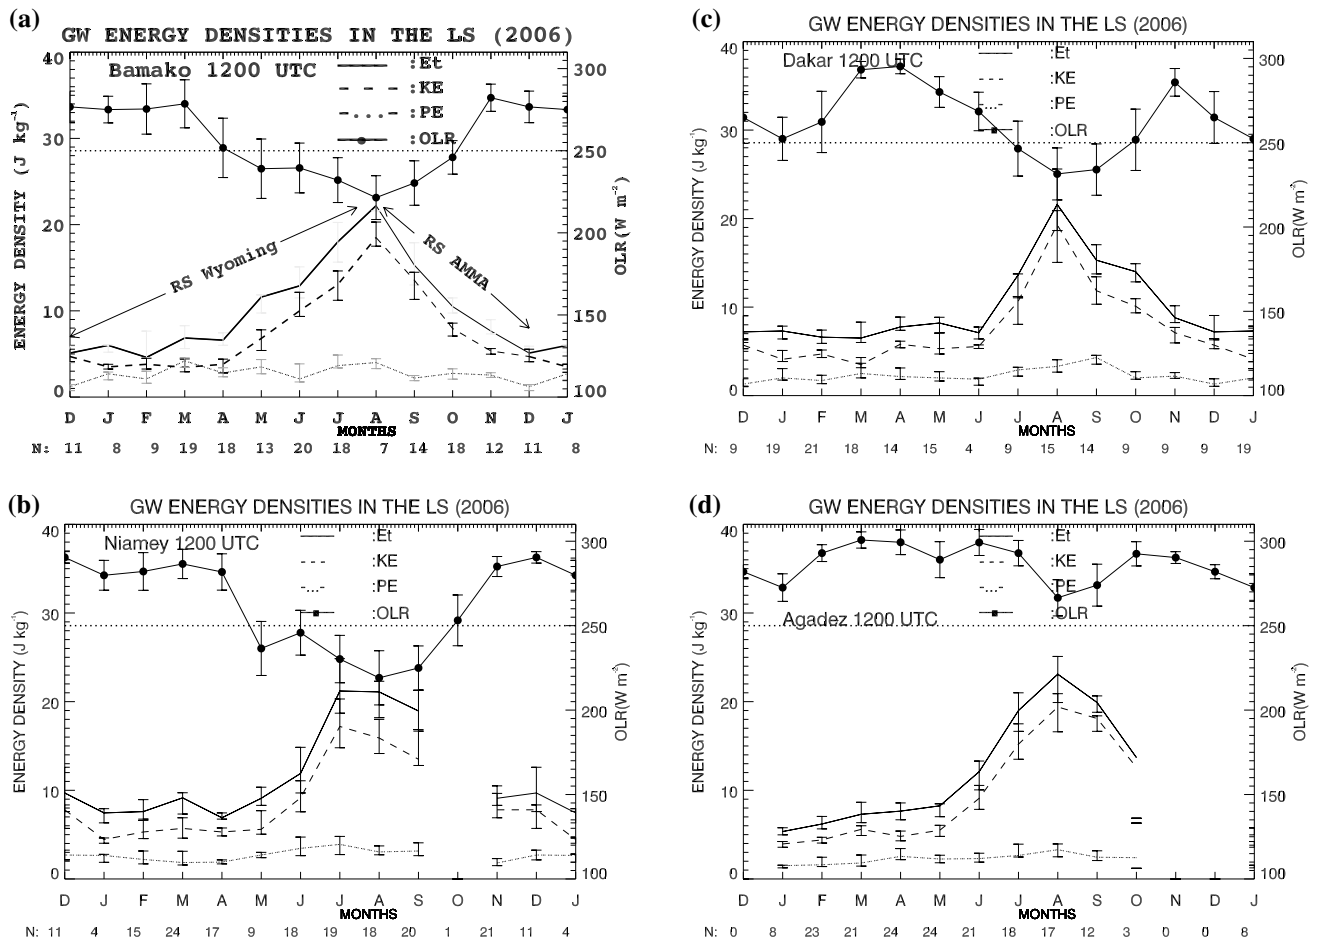 (a)
GW ENERGY DENSITIES IN THE LS (2006)
Bamako 1200 UTC
:Et
:KE
:PE
:OLR
ENERGY DENSITY (J kg⁻¹)
40
30
20
10
0
300
250
200
150
100
OLR(W m⁻²)
RS Wyoming
RS AMMA
D J F M A M J J A S O N D J
MONTHS
N: 11 8 9 19 18 13 20 18 7 14 18 12 11 8
(c)
GW ENERGY DENSITIES IN THE LS (2006)
Dakar 1200 UTC
:Et
:KE
:PE
:OLR
ENERGY DENSITY (J kg⁻¹)
40
30
20
10
0
300
250
200
150
100
OLR(W m⁻²)
D J F M A M J J A S O N D J
MONTHS
N: 9 19 21 18 14 15 4 9 15 14 9 9 9 19
(b)
GW ENERGY DENSITIES IN THE LS (2006)
Niamey 1200 UTC
:Et
:KE
:PE
:OLR
ENERGY DENSITY (J kg⁻¹)
40
30
20
10
0
300
250
200
150
100
OLR(W m⁻²)
D J F M A M J J A S O N D J
MONTHS
N: 11 4 15 24 17 9 18 19 18 20 1 21 11 4
(d)
GW ENERGY DENSITIES IN THE LS (2006)
Agadez 1200 UTC
:Et
:KE
:PE
:OLR
ENERGY DENSITY (J kg⁻¹)
40
30
20
10
0
300
250
200
150
100
OLR(W m⁻²)
D J F M A M J J A S O N D J
MONTHS
N: 0 8 23 21 24 24 24 18 17 12 3 0 0 8